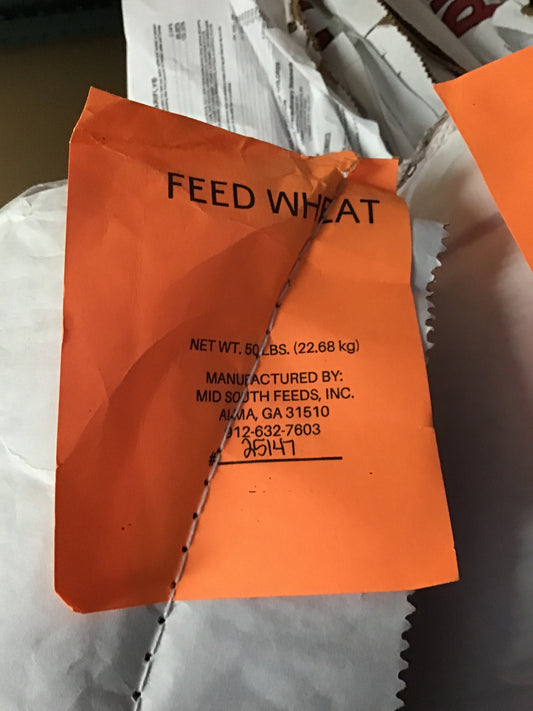 FEED WHEAT
NET WT. 50 LBS. (22.68 kg)
MANUFACTURED BY:
MID SOUTH FEEDS, INC.
ALMA, GA 31510
912-632-7603
# 25147